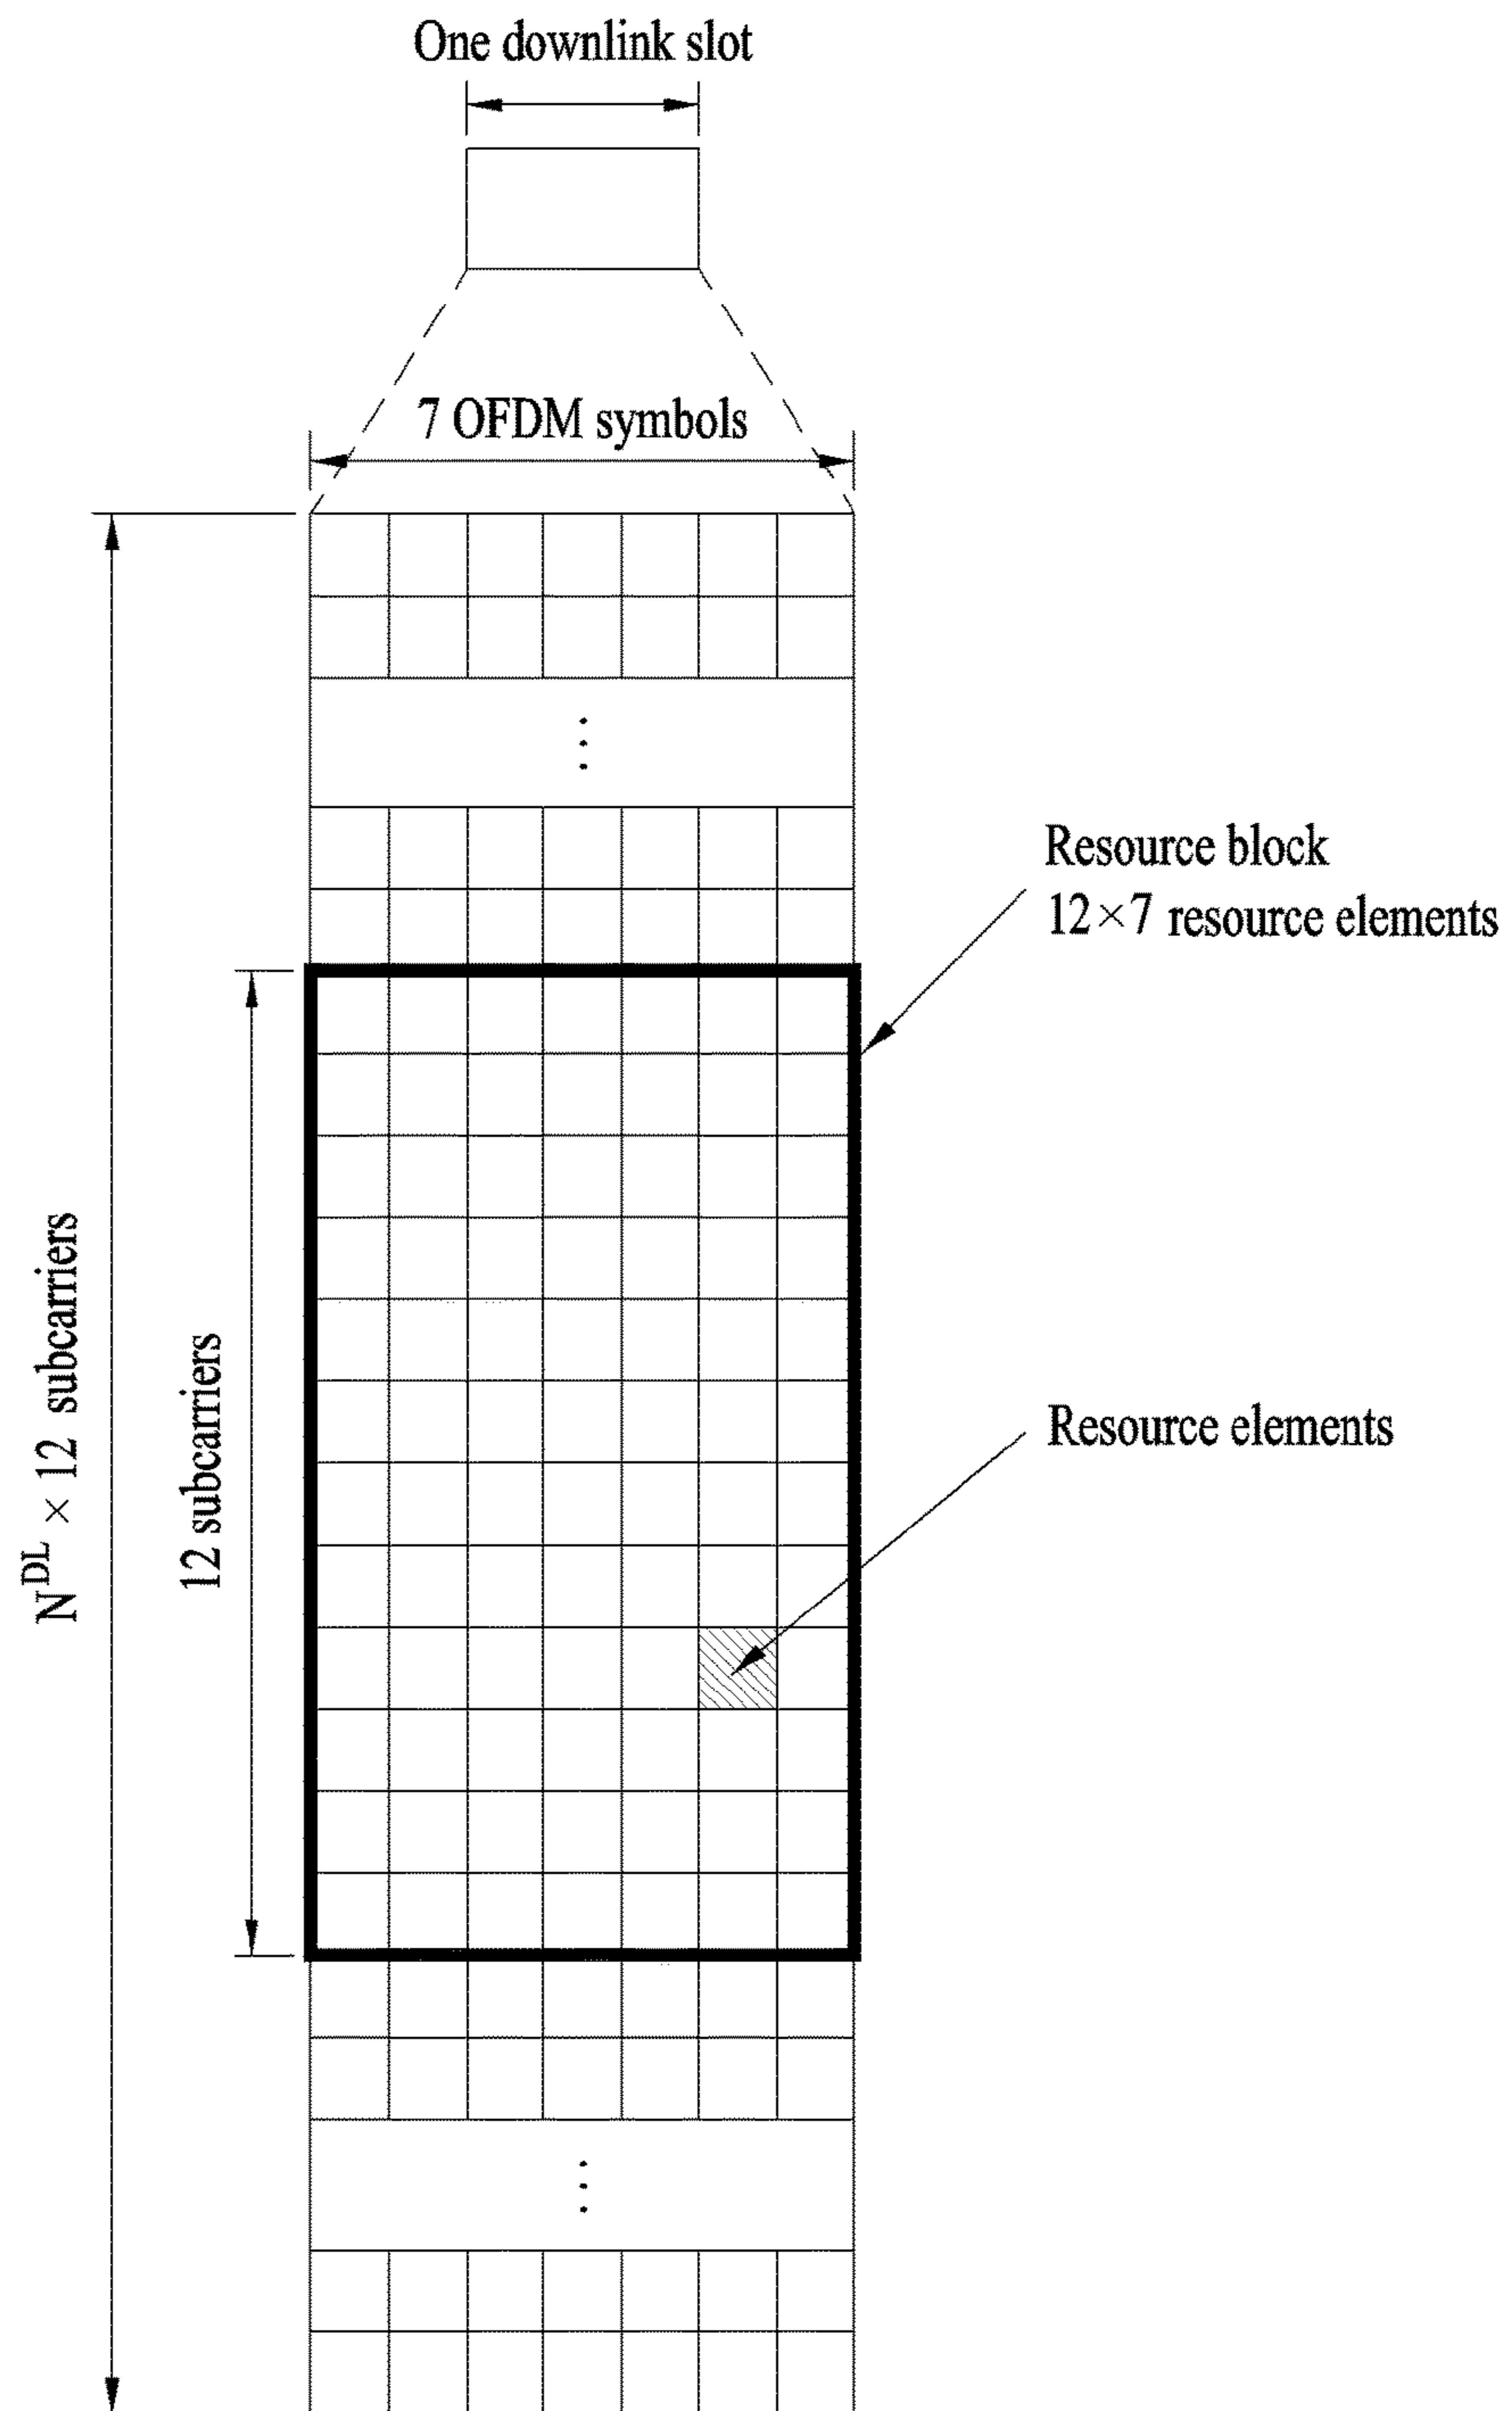 One downlink slot
7 OFDM symbols
Resource block
12×7 resource elements
N^DL × 12 subcarriers
12 subcarriers
Resource elements